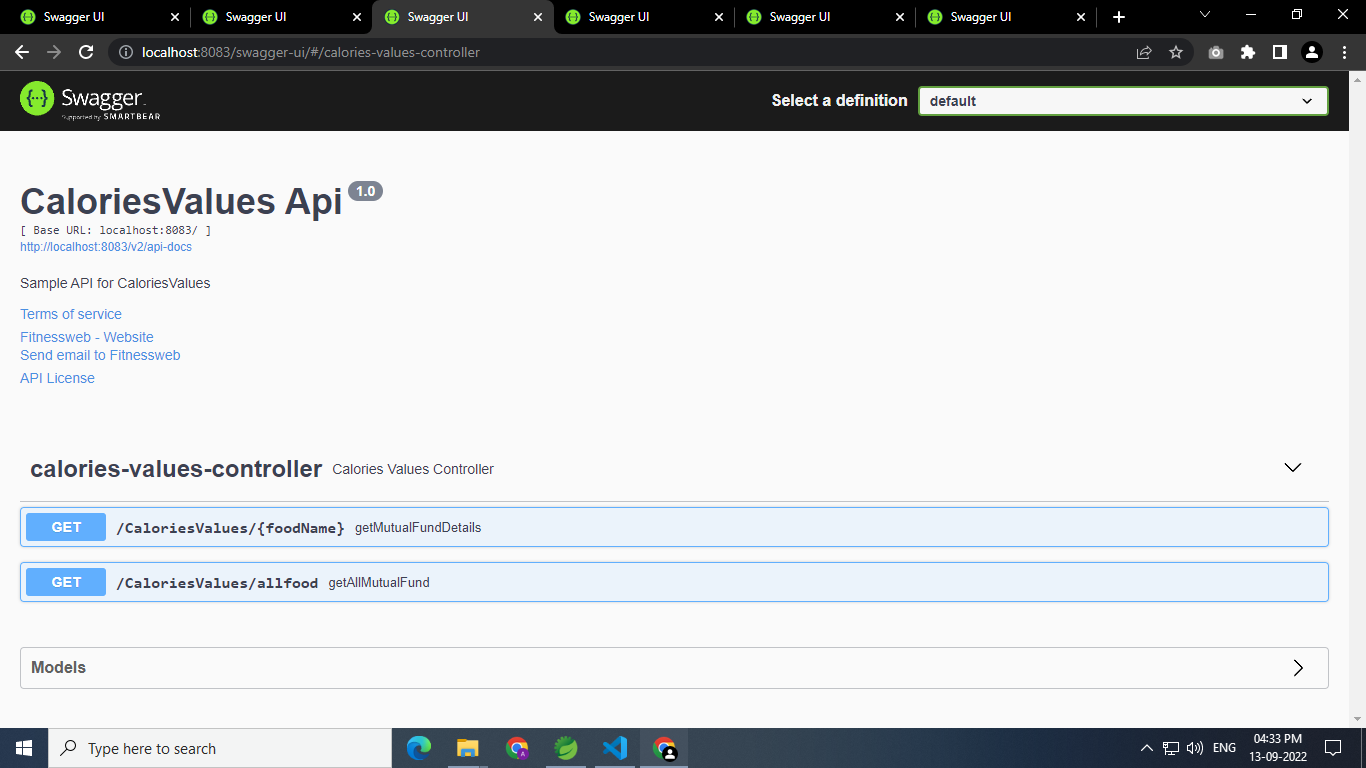 Swagger UI
Swagger UI
Swagger UI
Swagger UI
Swagger UI
Swagger UI
localhost:8083/swagger-ui/#/calories-values-controller
{···} Swagger
Supported by SMARTBEAR
Select a definition
default
CaloriesValues Api 1.0
[ Base URL: localhost:8083/ ]
http://localhost:8083/v2/api-docs
Sample API for CaloriesValues
Terms of service
Fitnessweb - Website
Send email to Fitnessweb
API License
calories-values-controller Calories Values Controller
GET /CaloriesValues/{foodName} getMutualFundDetails
GET /CaloriesValues/allfood getAllMutualFund
Models
Type here to search
ENG
04:33 PM
13-09-2022